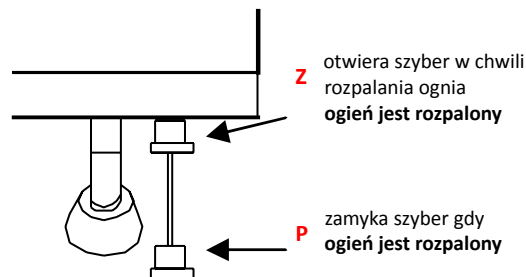 Z
otwiera szyber w chwili
rozpalania ognia
ogień jest rozpalony
P
zamyka szyber gdy
ogień jest rozpalony